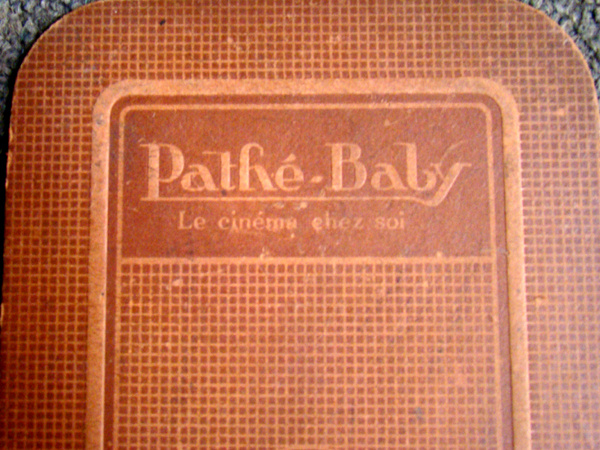 Pathé-Baby
Le cinéma chez soi